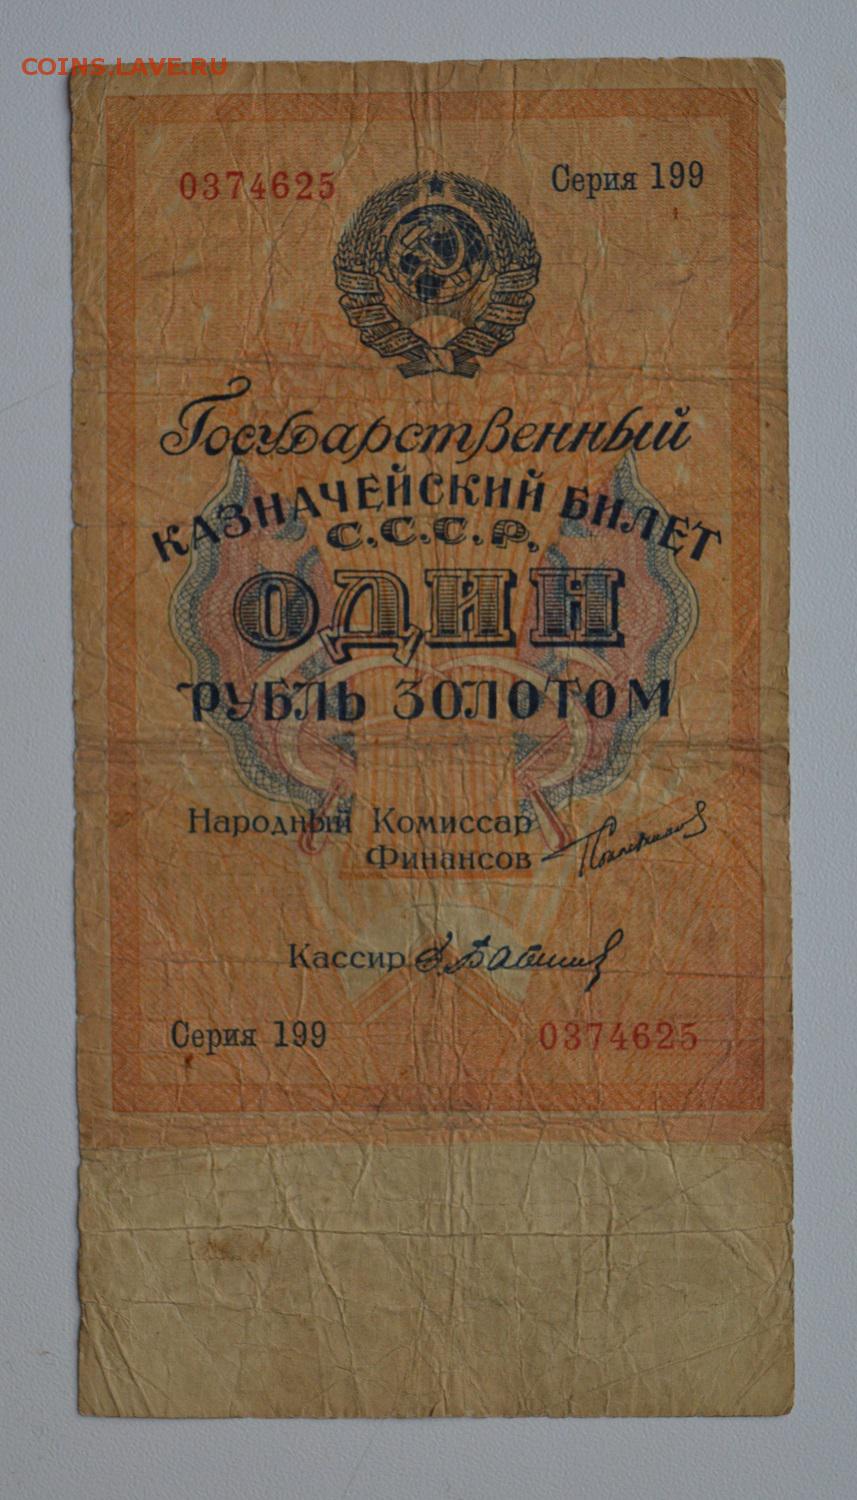 COINS.LAVE.RU
0374625 Серия 199
Государственный
КАЗНАЧЕЙСКИЙ БИЛЕТ
С.С.С.Р.
ОДИН
РУБЛЬ ЗОЛОТОМ
Народный Комиссар
Финансов
Кассир
Серия 199 0374625